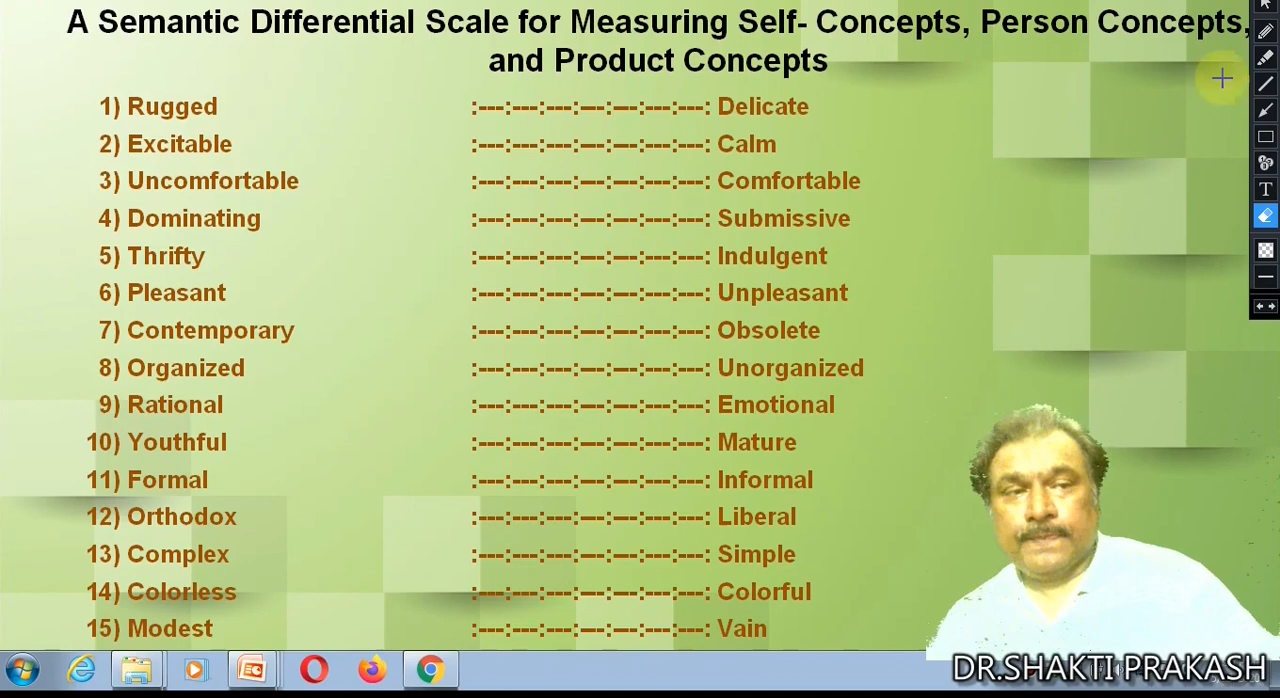 A Semantic Differential Scale for Measuring Self- Concepts, Person Concepts,
and Product Concepts
1) Rugged :---:---:---:---:---:---:---: Delicate
2) Excitable :---:---:---:---:---:---:---: Calm
3) Uncomfortable :---:---:---:---:---:---:---: Comfortable
4) Dominating :---:---:---:---:---:---:---: Submissive
5) Thrifty :---:---:---:---:---:---:---: Indulgent
6) Pleasant :---:---:---:---:---:---:---: Unpleasant
7) Contemporary :---:---:---:---:---:---:---: Obsolete
8) Organized :---:---:---:---:---:---:---: Unorganized
9) Rational :---:---:---:---:---:---:---: Emotional
10) Youthful :---:---:---:---:---:---:---: Mature
11) Formal :---:---:---:---:---:---:---: Informal
12) Orthodox :---:---:---:---:---:---:---: Liberal
13) Complex :---:---:---:---:---:---:---: Simple
14) Colorless :---:---:---:---:---:---:---: Colorful
15) Modest :---:---:---:---:---:---:---: Vain
DR.SHAKTI PRAKASH